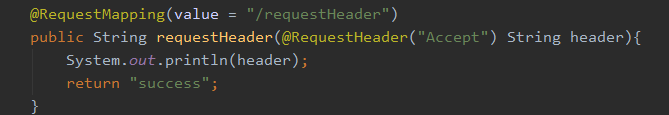 @RequestMapping(value = "/requestHeader")
public String requestHeader(@RequestHeader("Accept") String header){
    System.out.println(header);
    return "success";
}